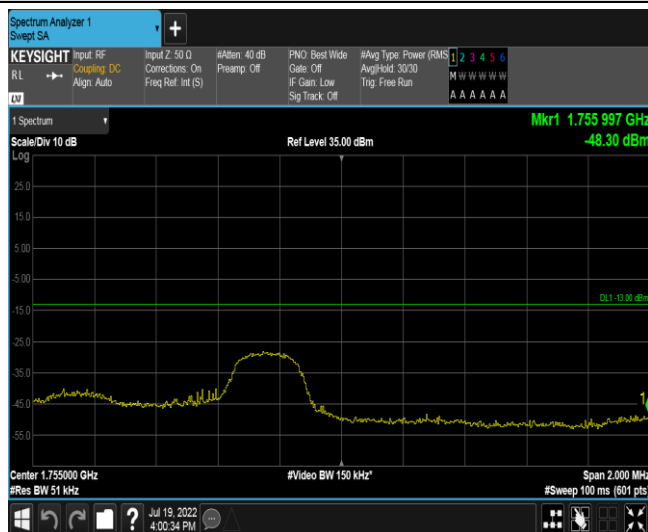 Spectrum Analyzer 1
Swept SA
+
KEYSIGHT Input: RF Input Z: 50 Ω #Atten: 40 dB PNO: Best Wide #Avg Type: Power (RMS 1 2 3 4 5 6
RL Coupling: DC Corrections: On Preamp: Off Gate: Off Avg|Hold: 30/30 M W W W W W
Align: Auto Freq Ref: Int (S) IF Gain: Low Trig: Free Run
LXI Sig Track: Off A A A A A A
1 Spectrum Mkr1 1.755 997 GHz
Scale/Div 10 dB Ref Level 35.00 dBm -48.30 dBm
Log
25.0
15.0
5.00
-5.00
DL1 -13.00 dBm
-15.0
-25.0
-35.0
-45.0 1
-55.0
Center 1.755000 GHz #Video BW 150 kHz* Span 2.000 MHz
#Res BW 51 kHz #Sweep 100 ms (601 pts)
? Jul 19, 2022
4:00:34 PM